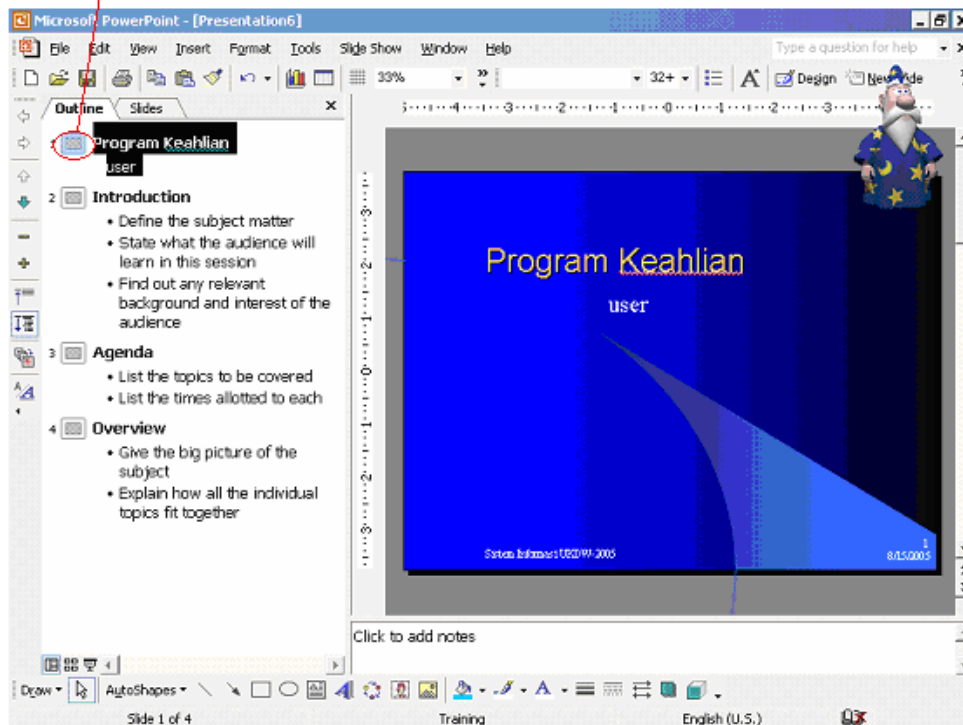 Microsoft PowerPoint - [Presentation6]
File Edit View Insert Format Tools Slide Show Window Help
Type a question for help
33%
32+
Design
Outline Slides
1 Program Keahlian
user
2 Introduction
• Define the subject matter
• State what the audience will
learn in this session
• Find out any relevant
background and interest of the
audience
3 Agenda
• List the topics to be covered
• List the times allotted to each
4 Overview
• Give the big picture of the
subject
• Explain how all the individual
topics fit together
Program Keahlian
user
Sistem Informasi UKDW-2005
1
8/15/2005
Click to add notes
Draw AutoShapes
Slide 1 of 4 Training English (U.S.)